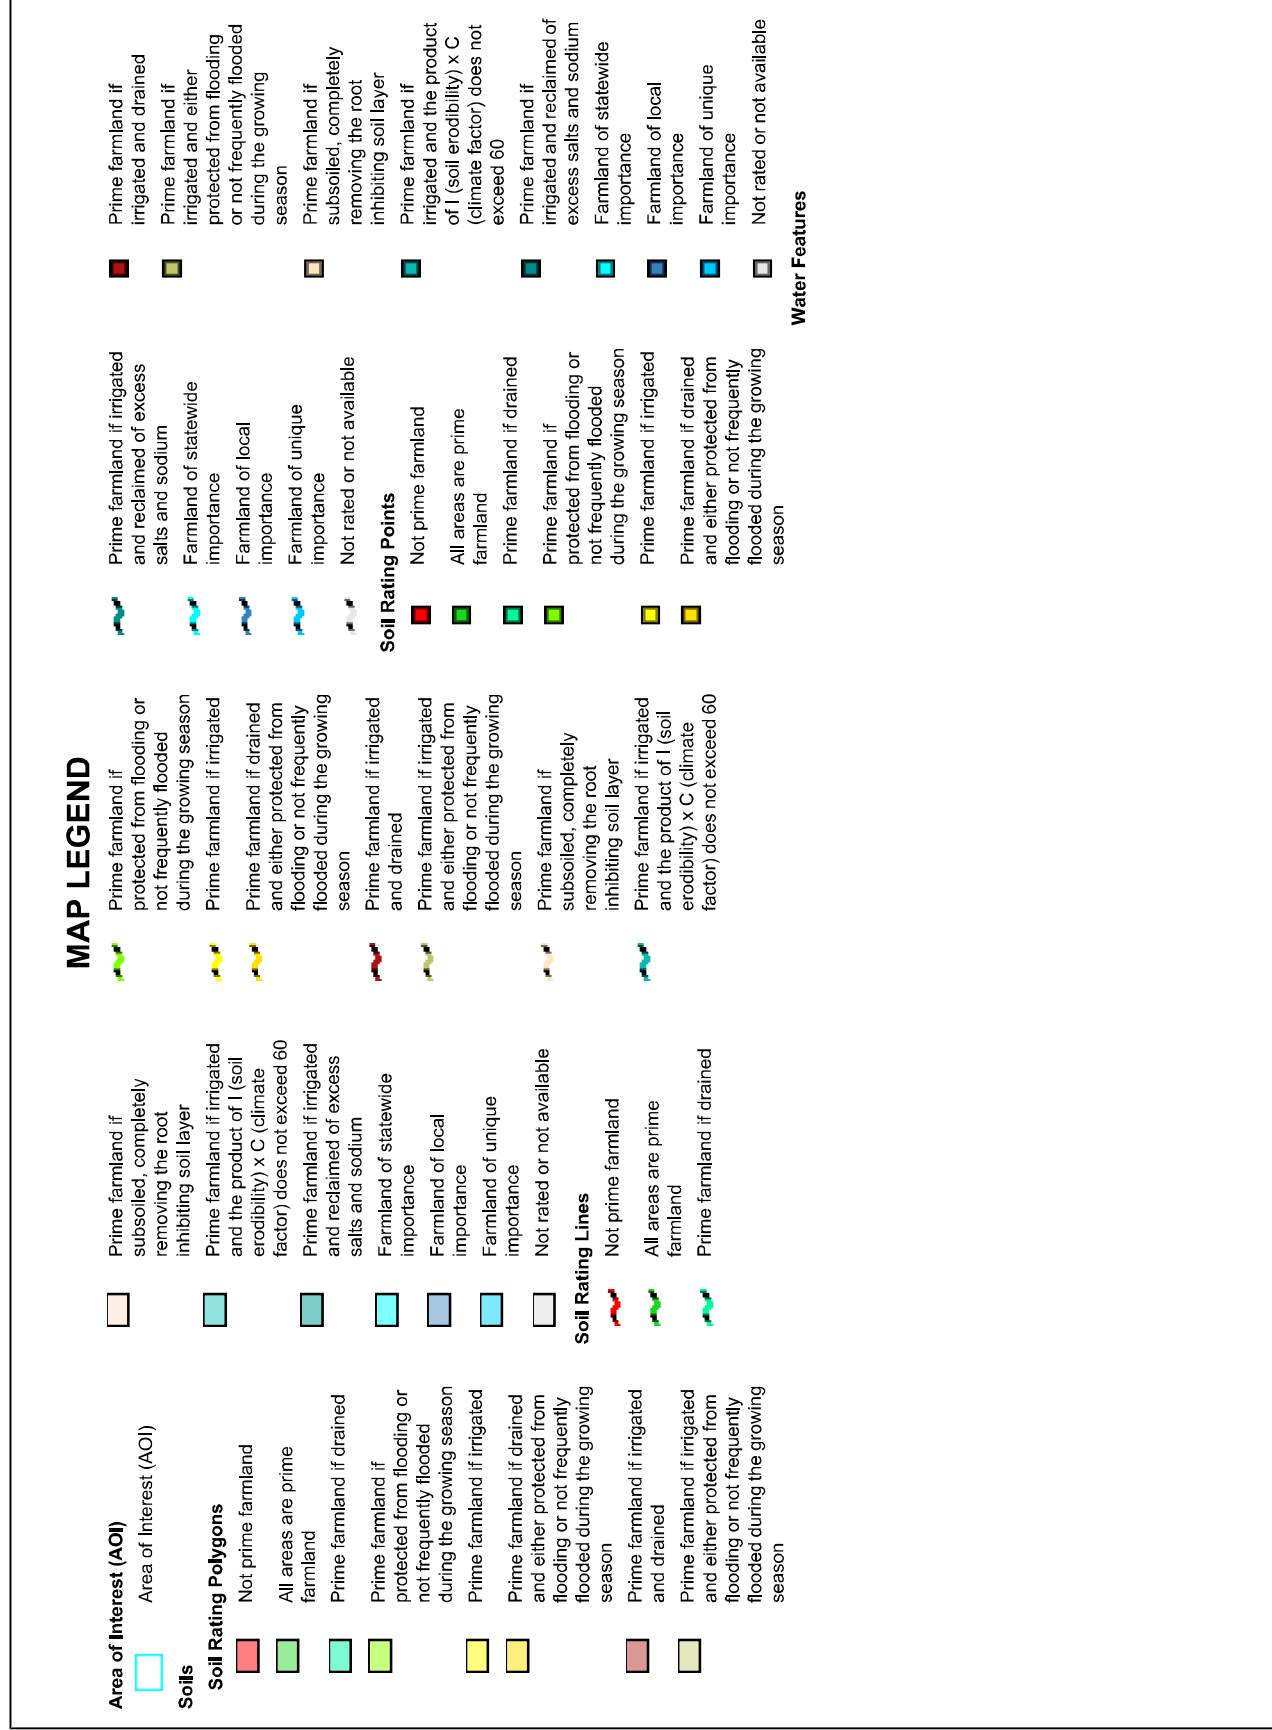 MAP LEGEND
Area of Interest (AOI)
Area of Interest (AOI)
Soils
Soil Rating Polygons
Not prime farmland
All areas are prime
farmland
Prime farmland if drained
Prime farmland if
protected from flooding or
not frequently flooded
during the growing season
Prime farmland if irrigated
Prime farmland if drained
and either protected from
flooding or not frequently
flooded during the growing
season
Prime farmland if irrigated
and drained
Prime farmland if irrigated
and either protected from
flooding or not frequently
flooded during the growing
season
Prime farmland if
subsoiled, completely
removing the root
inhibiting soil layer
Prime farmland if irrigated
and the product of I (soil
erodibility) x C (climate
factor) does not exceed 60
Prime farmland if irrigated
and reclaimed of excess
salts and sodium
Farmland of statewide
importance
Farmland of local
importance
Farmland of unique
importance
Not rated or not available
Soil Rating Lines
Not prime farmland
All areas are prime
farmland
Prime farmland if drained
Prime farmland if
protected from flooding or
not frequently flooded
during the growing season
Prime farmland if irrigated
Prime farmland if drained
and either protected from
flooding or not frequently
flooded during the growing
season
Prime farmland if irrigated
and drained
Prime farmland if irrigated
and either protected from
flooding or not frequently
flooded during the growing
season
Prime farmland if
subsoiled, completely
removing the root
inhibiting soil layer
Prime farmland if irrigated
and the product of I (soil
erodibility) x C (climate
factor) does not exceed 60
Prime farmland if irrigated
and reclaimed of excess
salts and sodium
Farmland of statewide
importance
Farmland of local
importance
Farmland of unique
importance
Not rated or not available
Soil Rating Points
Not prime farmland
All areas are prime
farmland
Prime farmland if drained
Prime farmland if
protected from flooding or
not frequently flooded
during the growing season
Prime farmland if irrigated
Prime farmland if drained
and either protected from
flooding or not frequently
flooded during the growing
season
Prime farmland if
irrigated and drained
Prime farmland if
irrigated and either
protected from flooding
or not frequently flooded
during the growing
season
Prime farmland if
subsoiled, completely
removing the root
inhibiting soil layer
Prime farmland if
irrigated and the product
of I (soil erodibility) x C
(climate factor) does not
exceed 60
Prime farmland if
irrigated and reclaimed of
excess salts and sodium
Farmland of statewide
importance
Farmland of local
importance
Farmland of unique
importance
Not rated or not available
Water Features